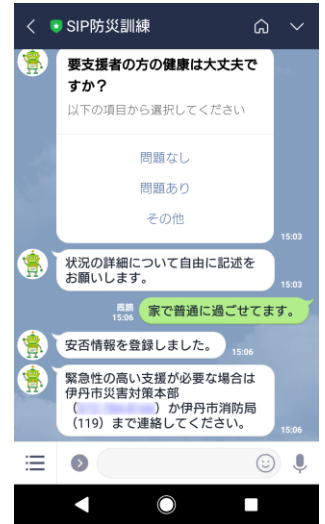 SIP防災訓練
要支援者の方の健康は大丈夫で
すか？
以下の項目から選択してください
問題なし
問題あり
その他
15:03
状況の詳細について自由に記述を
お願いします。
15:03
既読
15:06
家で普通に過ごせてます。
安否情報を登録しました。
15:06
緊急性の高い支援が必要な場合は
伊丹市災害対策本部
（ ）か伊丹市消防局
（119）まで連絡してください。
15:06